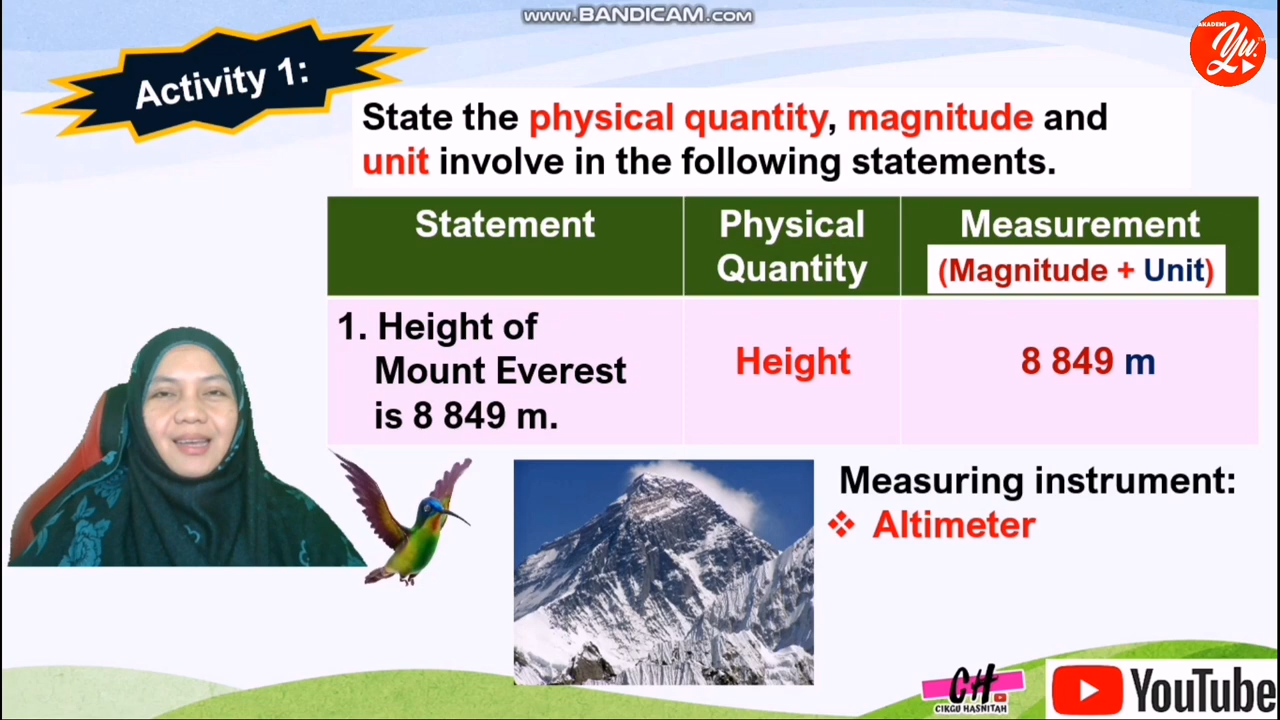 www.BANDICAM.com
AKADEMI
Yu.
Activity 1:
State the physical quantity, magnitude and
unit involve in the following statements.
Statement
Physical
Quantity
Measurement
(Magnitude + Unit)
1. Height of
Mount Everest
is 8 849 m.
Height
8 849 m
Measuring instrument:
❖ Altimeter
CH
CIKGU HASNITAH
YouTube